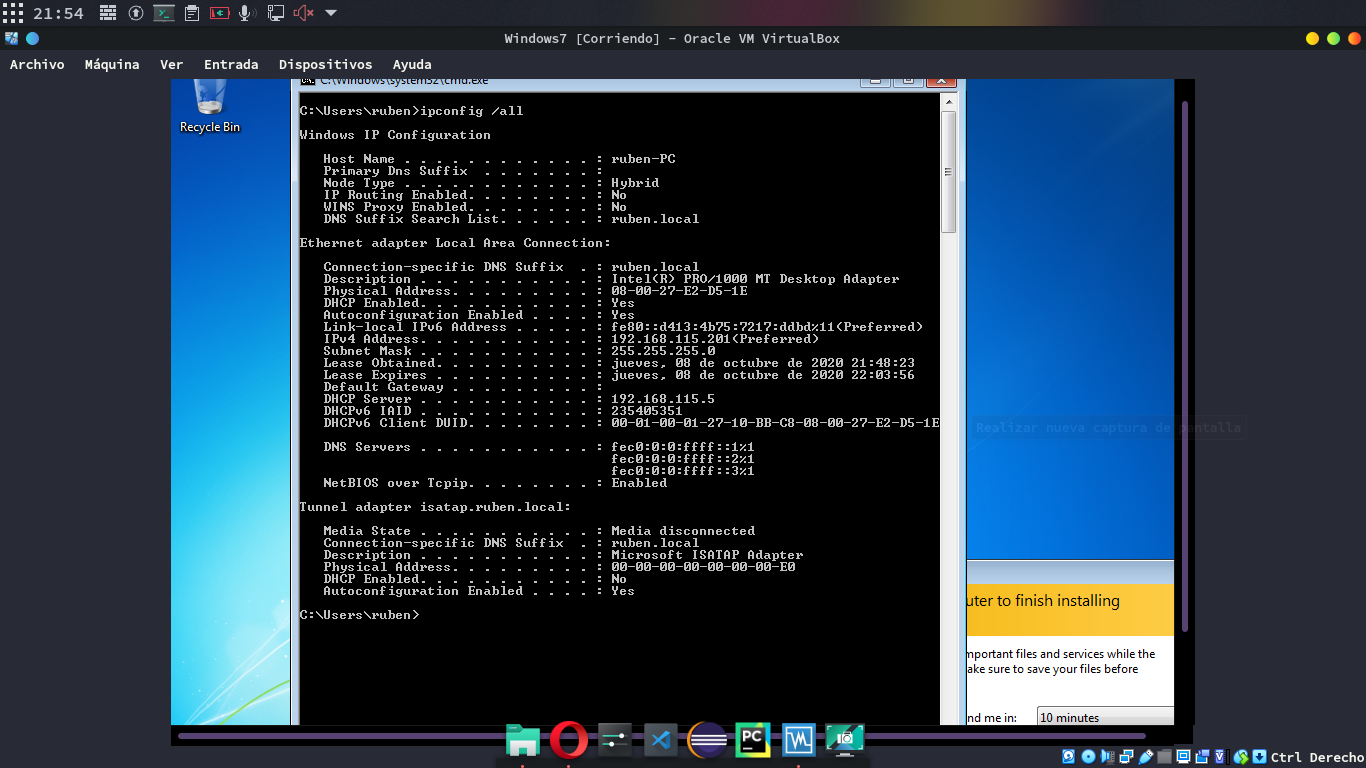 21:54
Windows7 [Corriendo] - Oracle VM VirtualBox
Archivo Máquina Ver Entrada Dispositivos Ayuda
C:\Windows\system32\cmd.exe
Recycle Bin
C:\Users\ruben>ipconfig /all
Windows IP Configuration
Host Name . . . . . . . . . . . . : ruben-PC
Primary Dns Suffix . . . . . . . :
Node Type . . . . . . . . . . . . : Hybrid
IP Routing Enabled. . . . . . . . : No
WINS Proxy Enabled. . . . . . . . : No
DNS Suffix Search List. . . . . . : ruben.local
Ethernet adapter Local Area Connection:
Connection-specific DNS Suffix . : ruben.local
Description . . . . . . . . . . . : Intel(R) PRO/1000 MT Desktop Adapter
Physical Address. . . . . . . . . : 08-00-27-E2-D5-1E
DHCP Enabled. . . . . . . . . . . : Yes
Autoconfiguration Enabled . . . . : Yes
Link-local IPv6 Address . . . . . : fe80::d413:4b75:7217:ddbd%11(Preferred)
IPv4 Address. . . . . . . . . . . : 192.168.115.201(Preferred)
Subnet Mask . . . . . . . . . . . : 255.255.255.0
Lease Obtained. . . . . . . . . . : jueves, 08 de octubre de 2020 21:48:23
Lease Expires . . . . . . . . . . : jueves, 08 de octubre de 2020 22:03:56
Default Gateway . . . . . . . . . :
DHCP Server . . . . . . . . . . . : 192.168.115.5
DHCPv6 IAID . . . . . . . . . . . : 235405351
DHCPv6 Client DUID. . . . . . . . : 00-01-00-01-27-10-BB-C8-08-00-27-E2-D5-1E
DNS Servers . . . . . . . . . . . : fec0:0:0:ffff::1%1
fec0:0:0:ffff::2%1
fec0:0:0:ffff::3%1
NetBIOS over Tcpip. . . . . . . . : Enabled
Tunnel adapter isatap.ruben.local:
Media State . . . . . . . . . . . : Media disconnected
Connection-specific DNS Suffix . : ruben.local
Description . . . . . . . . . . . : Microsoft ISATAP Adapter
Physical Address. . . . . . . . . : 00-00-00-00-00-00-00-E0
DHCP Enabled. . . . . . . . . . . : No
Autoconfiguration Enabled . . . . : Yes
C:\Users\ruben>
Realizar nueva captura de pantalla
uter to finish installing
mportant files and services while the
ake sure to save your files before
nd me in: 10 minutes
PC
Ctrl Derecho